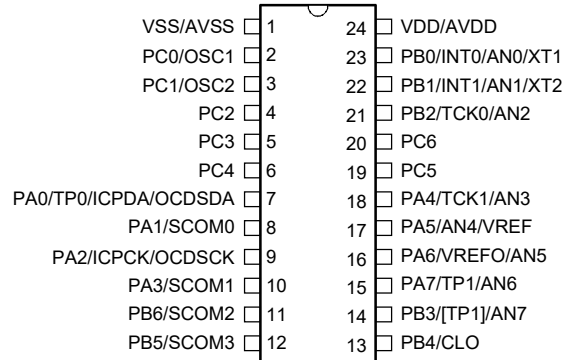 VSS/AVSS 1 24 VDD/AVDD
PC0/OSC1 2 23 PB0/INT0/AN0/XT1
PC1/OSC2 3 22 PB1/INT1/AN1/XT2
PC2 4 21 PB2/TCK0/AN2
PC3 5 20 PC6
PC4 6 19 PC5
PA0/TP0/ICPDA/OCDSDA 7 18 PA4/TCK1/AN3
PA1/SCOM0 8 17 PA5/AN4/VREF
PA2/ICPCK/OCDSCK 9 16 PA6/VREFO/AN5
PA3/SCOM1 10 15 PA7/TP1/AN6
PB6/SCOM2 11 14 PB3/[TP1]/AN7
PB5/SCOM3 12 13 PB4/CLO